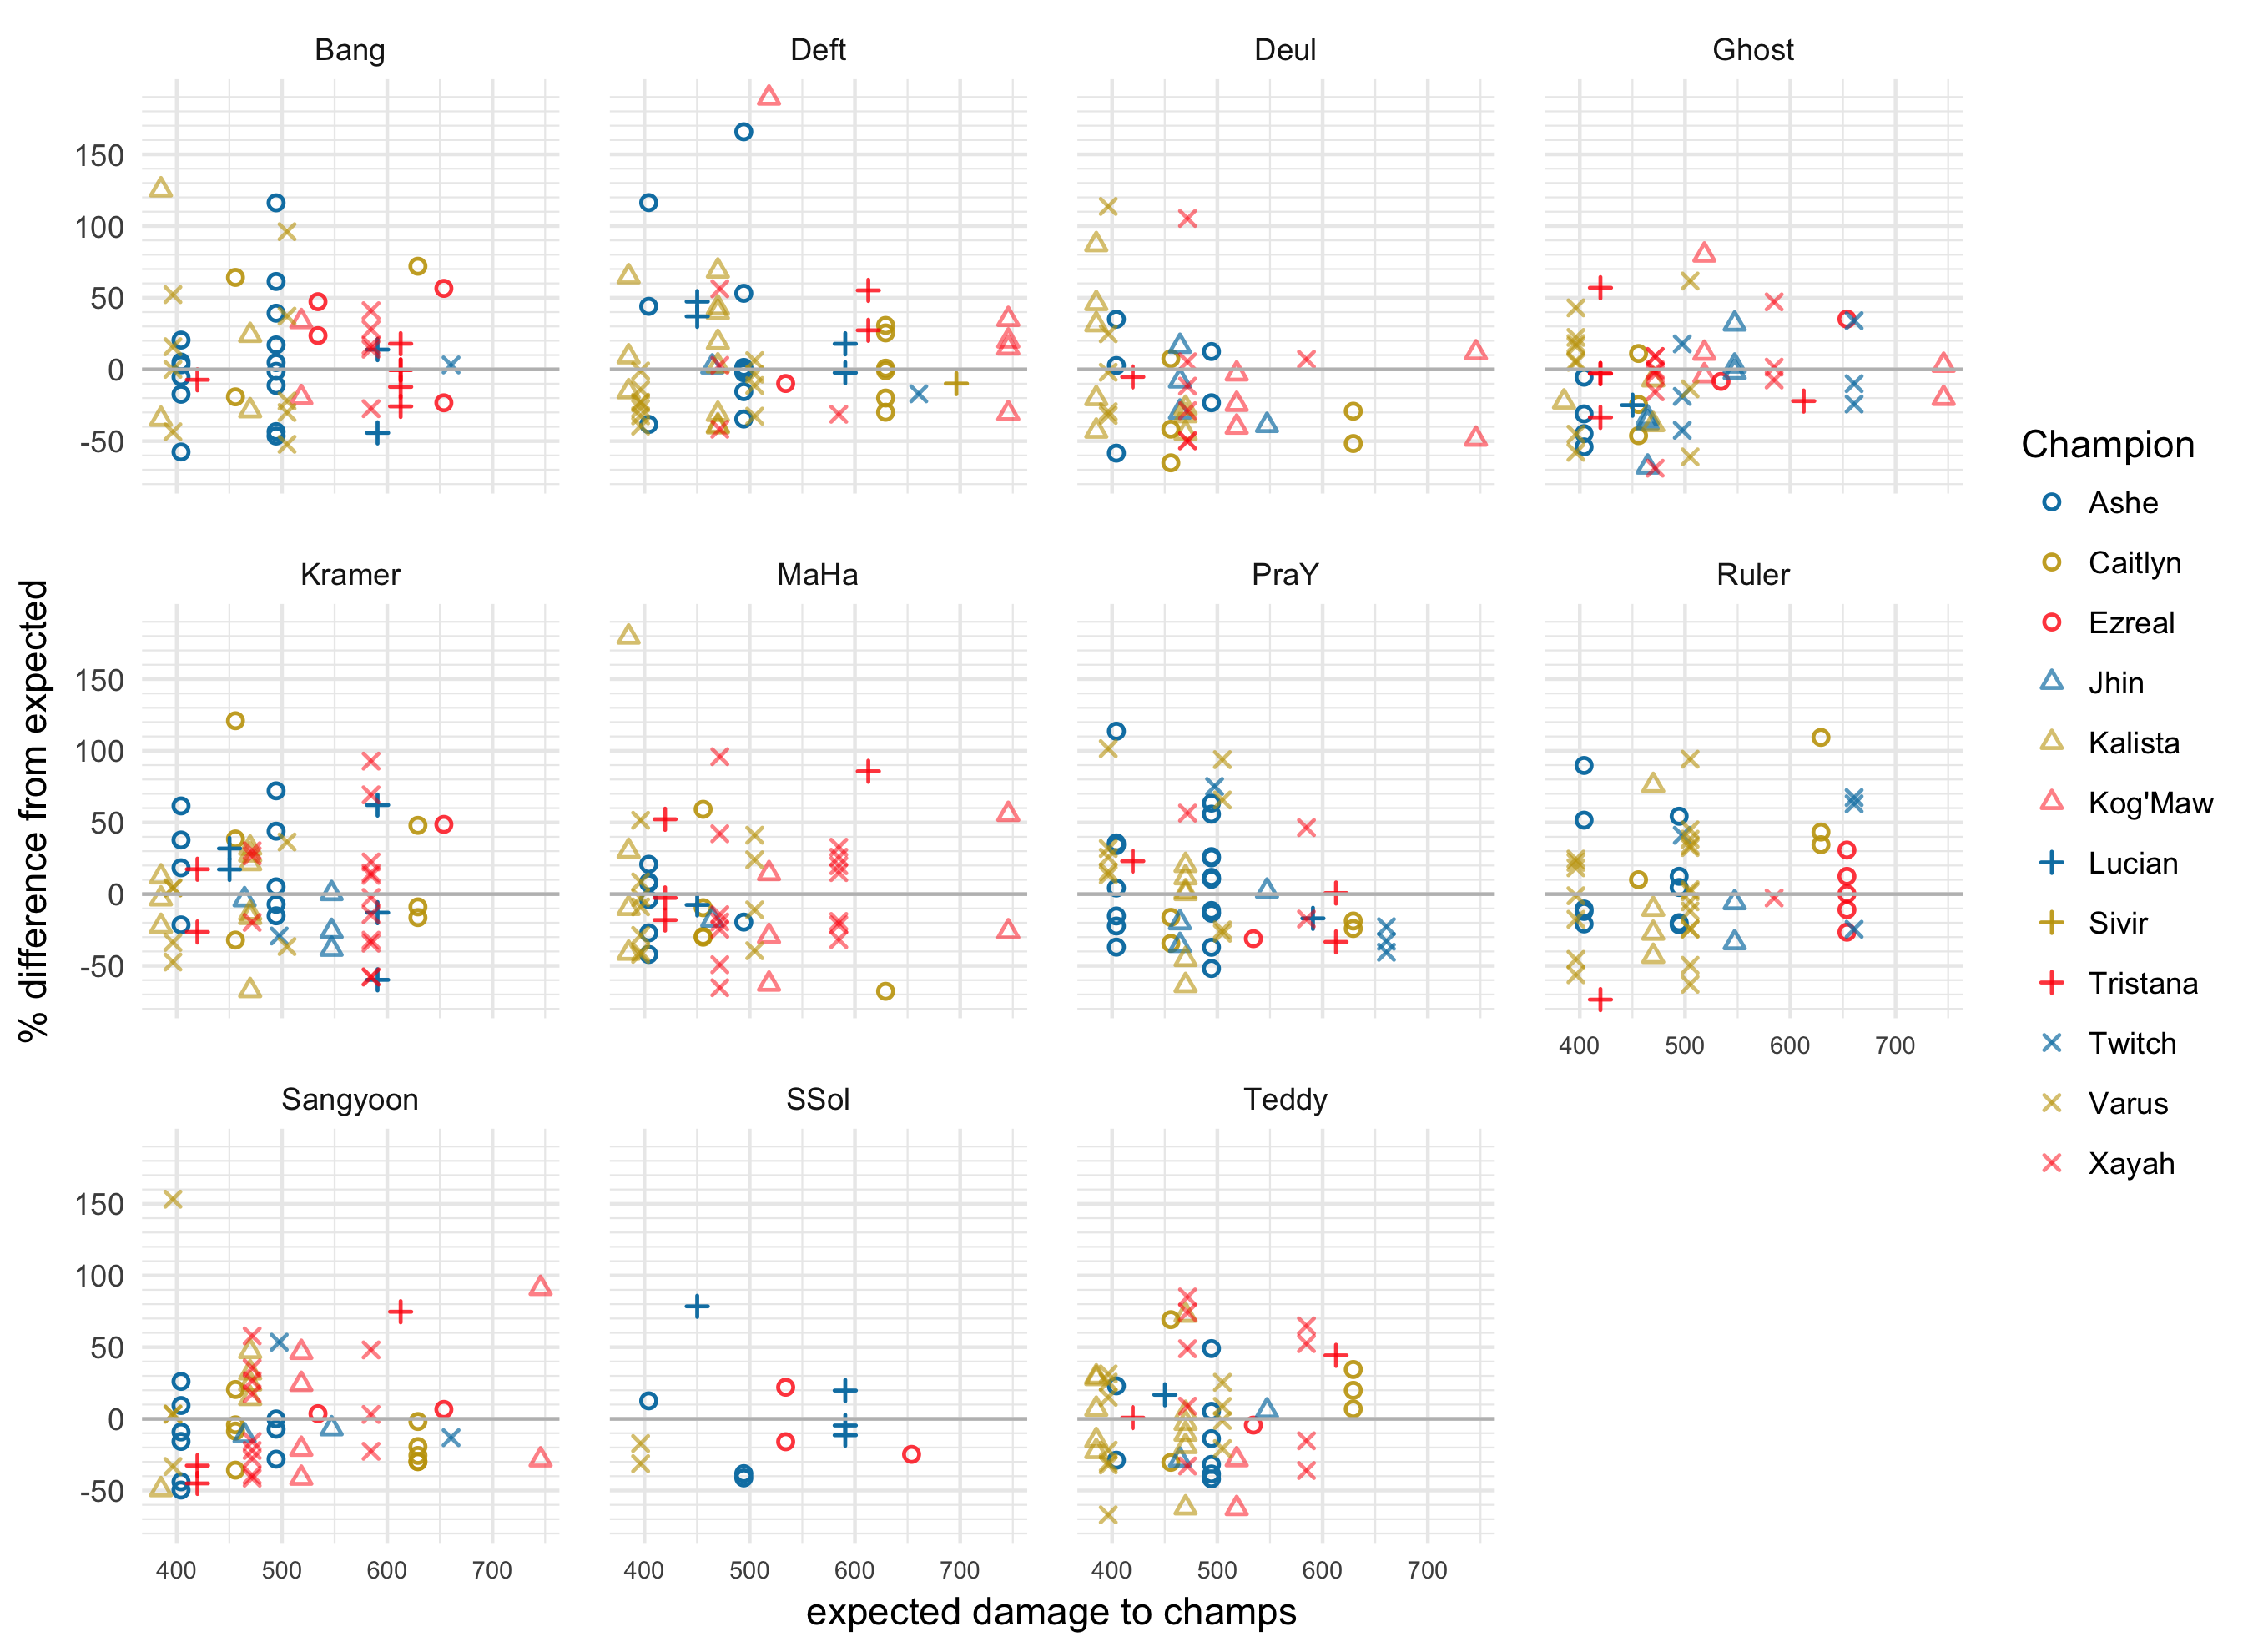 Bang Deft Deul Ghost
150
100
50
0
-50
Kramer MaHa PraY Ruler
150
100
50
0
-50
400 500 600 700
Sangyoon SSol Teddy
150
100
50
0
-50
400 500 600 700 400 500 600 700 400 500 600 700
expected damage to champs
% difference from expected
Champion
Ashe
Caitlyn
Ezreal
Jhin
Kalista
Kog'Maw
Lucian
Sivir
Tristana
Twitch
Varus
Xayah